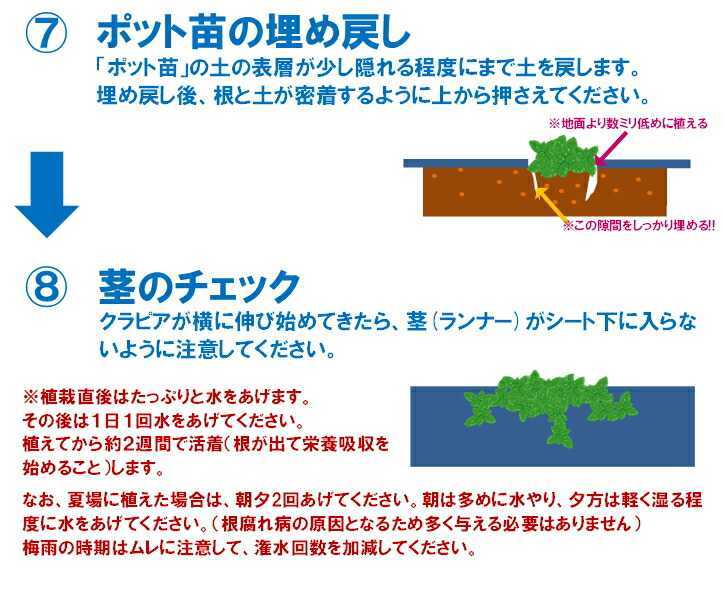 ⑦ ポット苗の埋め戻し
「ポット苗」の土の表層が少し隠れる程度にまで土を戻します。
埋め戻し後、根と土が密着するように上から押さえてください。
※地面より数ミリ低めに植える
※この隙間をしっかり埋める!!
⑧ 茎のチェック
クラピアが横に伸び始めてきたら、茎(ランナー)がシート下に入らな
いように注意してください。
※植栽直後はたっぷりと水をあげます。
その後は1日1回水をあげてください。
植えてから約2週間で活着(根が出て栄養吸収を
始めること)します。
なお、夏場に植えた場合は、朝夕2回あげてください。朝は多めに水やり、夕方は軽く湿る程
度に水をあげてください。(根腐れ病の原因となるため多く与える必要はありません)
梅雨の時期はムレに注意して、潅水回数を加減してください。